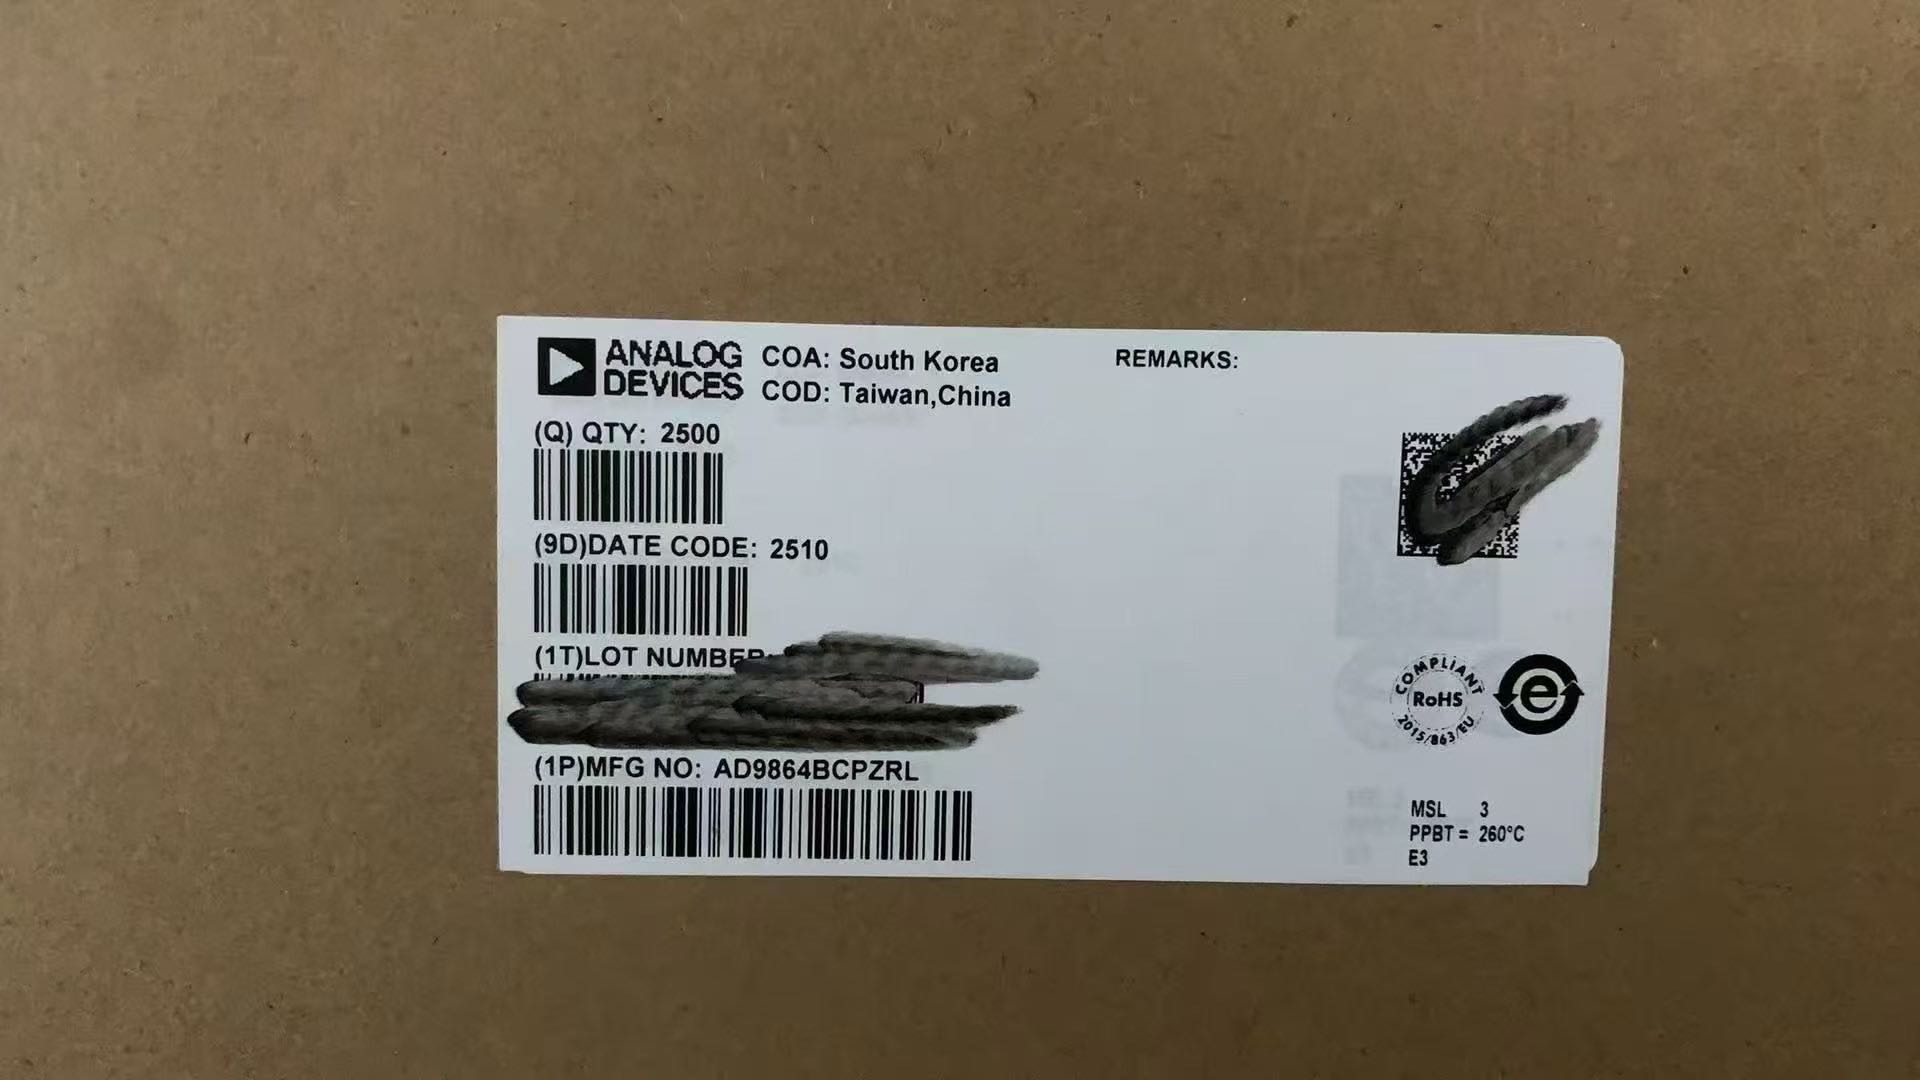 ANALOG
DEVICES
COA: South Korea
COD: Taiwan,China
REMARKS:
(Q) QTY: 2500
(9D)DATE CODE: 2510
(1T)LOT NUMBER:
(1P)MFG NO: AD9864BCPZRL
COMPLIANT
RoHS
2015/863/EU
e
MSL 3
PPBT = 260°C
E3